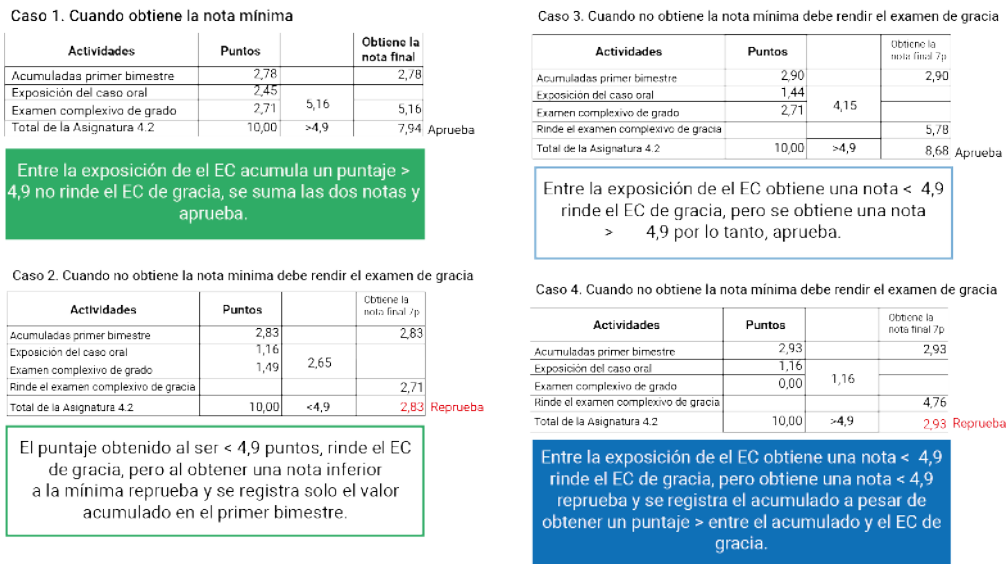 Caso 1. Cuando obtiene la nota mínima
Actividades Puntos Obtiene la nota final
Acumuladas primer bimestre 2,78 2,78
Exposición del caso oral 2,45
Examen complexivo de grado 2,71 5,16 5,16
Total de la Asignatura 4.2 10,00 >4,9 7,94 Aprueba
Entre la exposición de el EC acumula un puntaje >
4,9 no rinde el EC de gracia, se suma las dos notas y
aprueba.
Caso 2. Cuando no obtiene la nota minima debe rendir el examen de gracia
Actividades Puntos Obtiene la nota final 7p
Acumuladas primer bimestre 2,83 2,83
Exposición del caso oral 1,16
Examen complexivo de grado 1,49 2,65
Rinde el examen complexivo de gracia 2,71
Total de la Asignatura 4.2 10,00 <4,9 2,83 Reprueba
El puntaje obtenido al ser < 4,9 puntos, rinde el EC
de gracia, pero al obtener una nota inferior
a la mínima reprueba y se registra solo el valor
acumulado en el primer bimestre.
Caso 3. Cuando no obtiene la nota mínima debe rendir el examen de gracia
Actividades Puntos Obtiene la nota final 7p
Acumuladas primer bimestre 2,90 2,90
Exposición del caso oral 1,44
Examen complexivo de grado 2,71 4,15
Rinde el examen complexivo de gracia 5,78
Total de la Asignatura 4.2 10,00 >4,9 8,68 Aprueba
Entre la exposición de el EC obtiene una nota < 4,9
rinde el EC de gracia, pero se obtiene una nota
> 4,9 por lo tanto, aprueba.
Caso 4. Cuando no obtiene la nota mínima debe rendir el examen de gracia
Actividades Puntos Obtiene la nota final 7p
Acumuladas primer bimestre 2,93 2,93
Exposición del caso oral 1,16
Examen complexivo de grado 0,00 1,16
Rinde el examen complexivo de gracia 4,76
Total de la Asignatura 4.2 10,00 >4,9 2,93 Reprueba
Entre la exposición de el EC obtiene una nota < 4,9
rinde el EC de gracia, pero obtiene una nota < 4,9
reprueba y se registra el acumulado a pesar de
obtener un puntaje > entre el acumulado y el EC de
gracia.